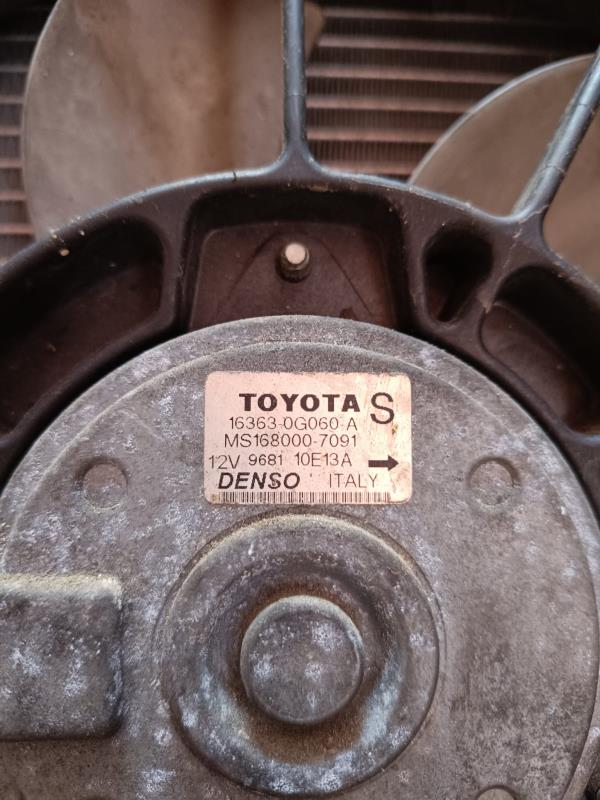 TOYOTA S
16363-0G060-A
MS168000-7091
12V 9681 10E13A →
DENSO ITALY